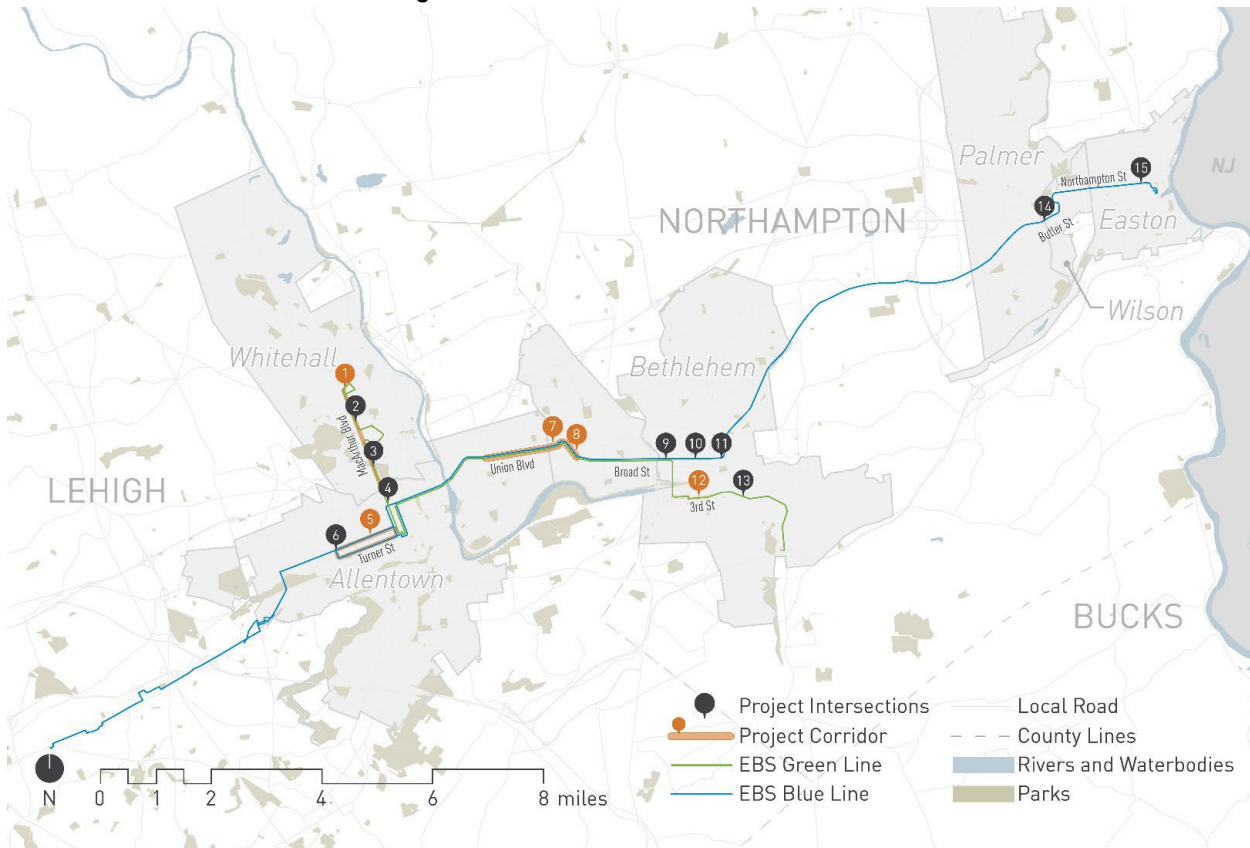 Palmer
NJ
15
Northampton St
14
NORTHAMPTON
Butler St
Easton
Wilson
Whitehall
Bethlehem
1
2
MacArthur Blvd
3
7
8
9
10
11
Union Blvd
Broad St
LEHIGH
4
12
13
3rd St
5
6
Turner St
Allentown
BUCKS
Project Intersections
Project Corridor
EBS Green Line
EBS Blue Line
Local Road
County Lines
Rivers and Waterbodies
Parks
N 0 1 2 4 6 8 miles